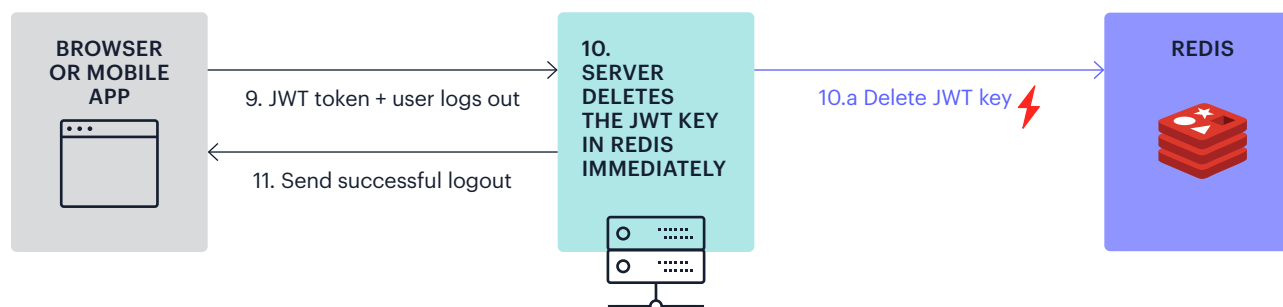 BROWSER
OR MOBILE
APP
9. JWT token + user logs out
11. Send successful logout
10.
SERVER
DELETES
THE JWT KEY
IN REDIS
IMMEDIATELY
10.a Delete JWT key
REDIS